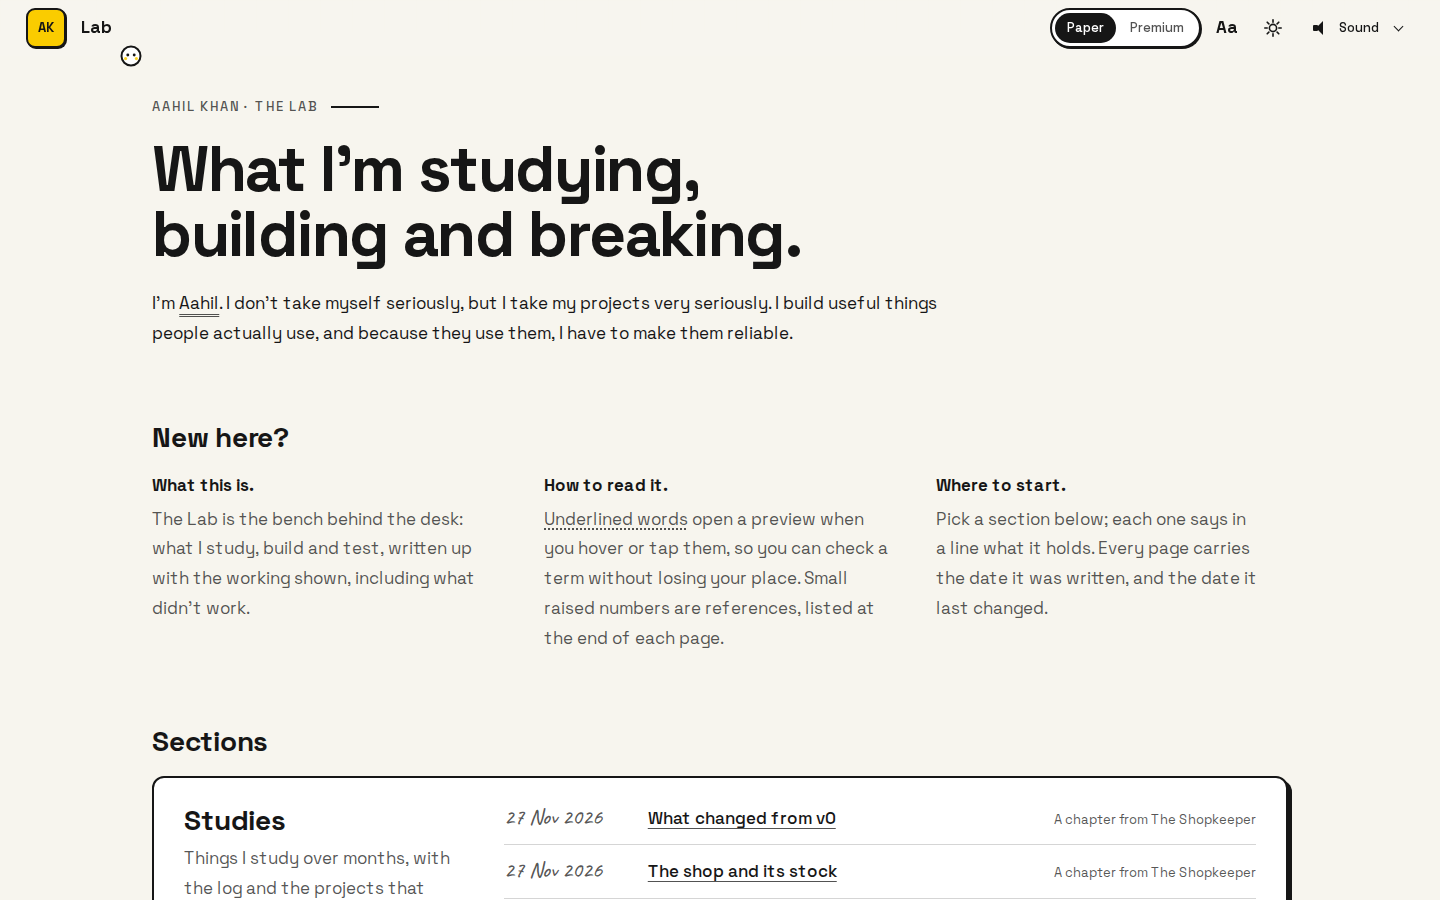 AK
Lab
Paper
Premium
Aa
Sound
AAHIL KHAN · THE LAB
What I'm studying,
building and breaking.
I'm Aahil. I don't take myself seriously, but I take my projects very seriously. I build useful things
people actually use, and because they use them, I have to make them reliable.
New here?
What this is.
The Lab is the bench behind the desk:
what I study, build and test, written up
with the working shown, including what
didn't work.
How to read it.
Underlined words open a preview when
you hover or tap them, so you can check a
term without losing your place. Small
raised numbers are references, listed at
the end of each page.
Where to start.
Pick a section below; each one says in
a line what it holds. Every page carries
the date it was written, and the date it
last changed.
Sections
Studies
Things I study over months, with
the log and the projects that
27 Nov 2026 What changed from v0 A chapter from The Shopkeeper
27 Nov 2026 The shop and its stock A chapter from The Shopkeeper